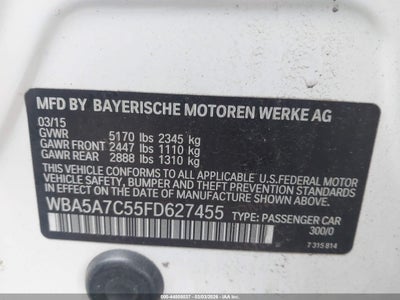 MFD BY BAYERISCHE MOTOREN WERKE AG
03/15
GVWR 5170 lbs 2345 kg
GAWR FRONT 2447 lbs 1110 kg
GAWR REAR 2888 lbs 1310 kg
THIS VEHICLE CONFORMS TO ALL APPLICABLE U.S.FEDERAL MOTOR
VEHICLE SAFETY, BUMPER, AND THEFT PREVENTION STANDARDS
IN EFFECT ON THE DATE OF MANUFACTURE SHOWN ABOVE.
WBA5A7C55FD627455 TYPE: PASSENGER CAR
300/0
7 315 814